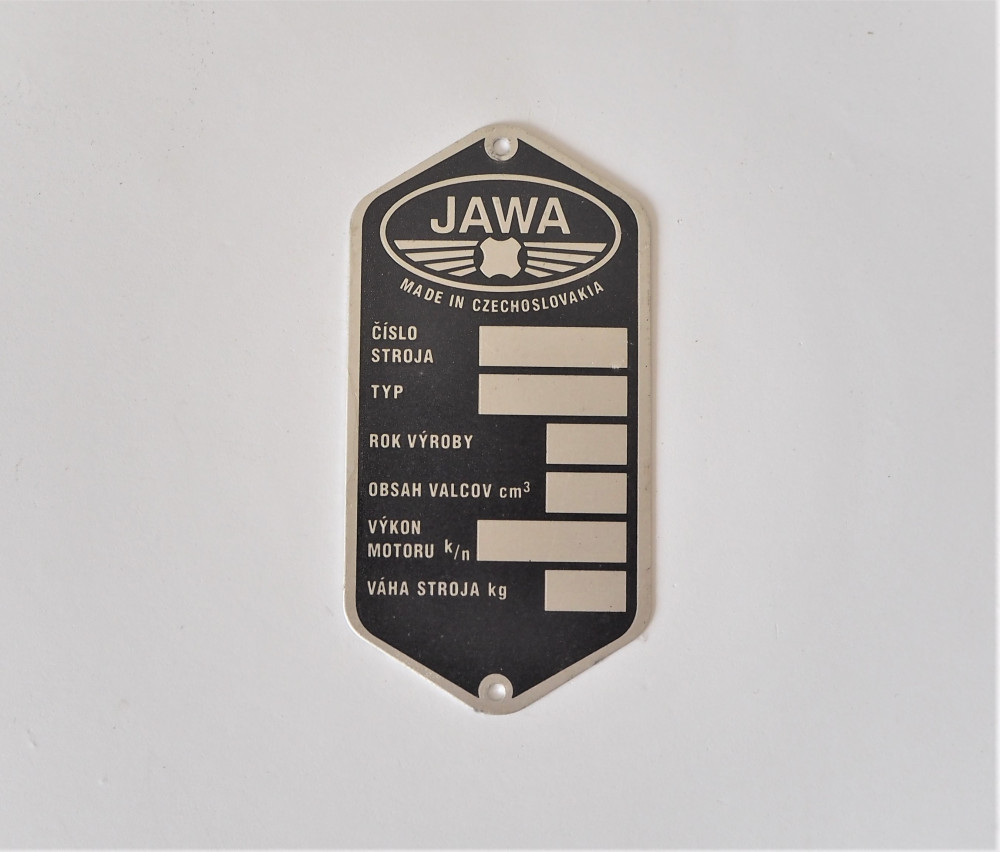 JAWA
MADE IN CZECHOSLOVAKIA
ČÍSLO
STROJA
TYP
ROK VÝROBY
OBSAH VALCOV cm³
VÝKON
MOTORU k/n
VÁHA STROJA kg